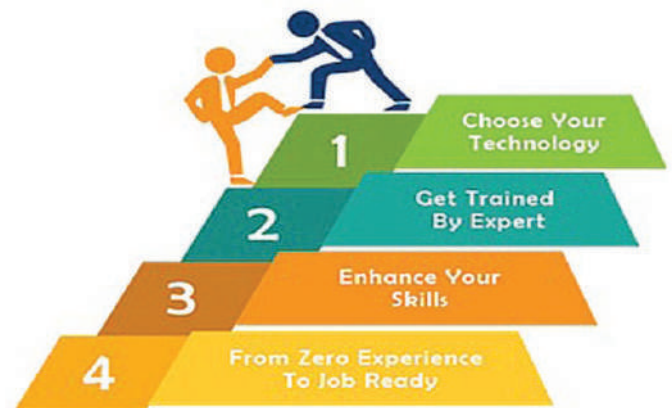 1
Choose Your
Technology
2
Get Trained
By Expert
3
Enhance Your
Skills
4
From Zero Experience
To Job Ready